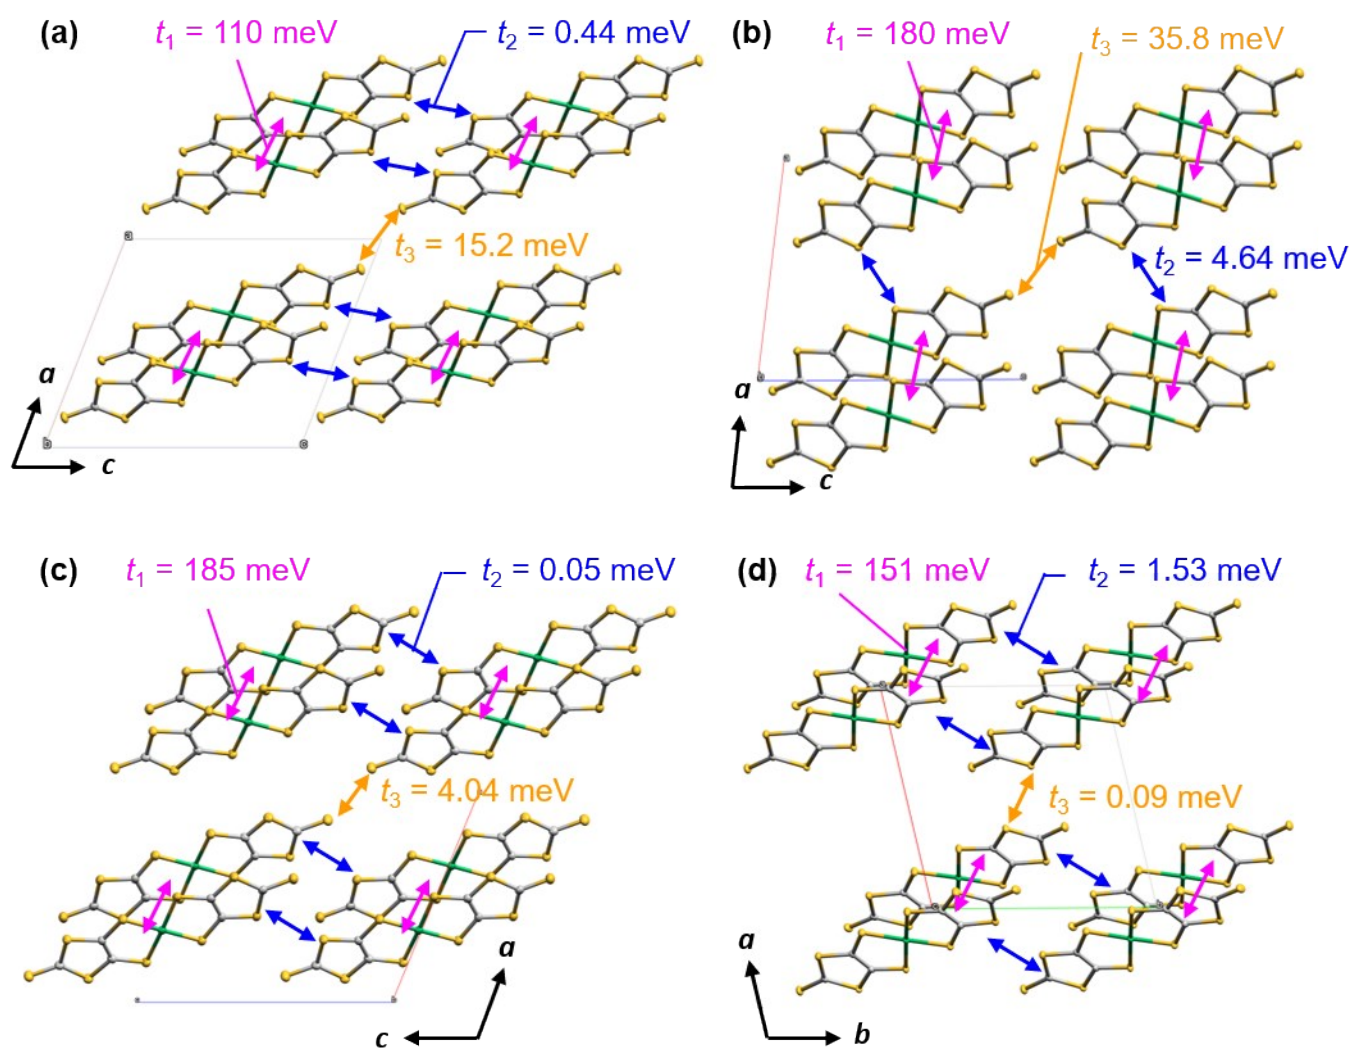 (a) t1 = 110 meV t2 = 0.44 meV
t3 = 15.2 meV
a
c
(b) t1 = 180 meV t3 = 35.8 meV
t2 = 4.64 meV
a
c
(c) t1 = 185 meV t2 = 0.05 meV
t3 = 4.04 meV
a
c
(d) t1 = 151 meV t2 = 1.53 meV
t3 = 0.09 meV
a
b